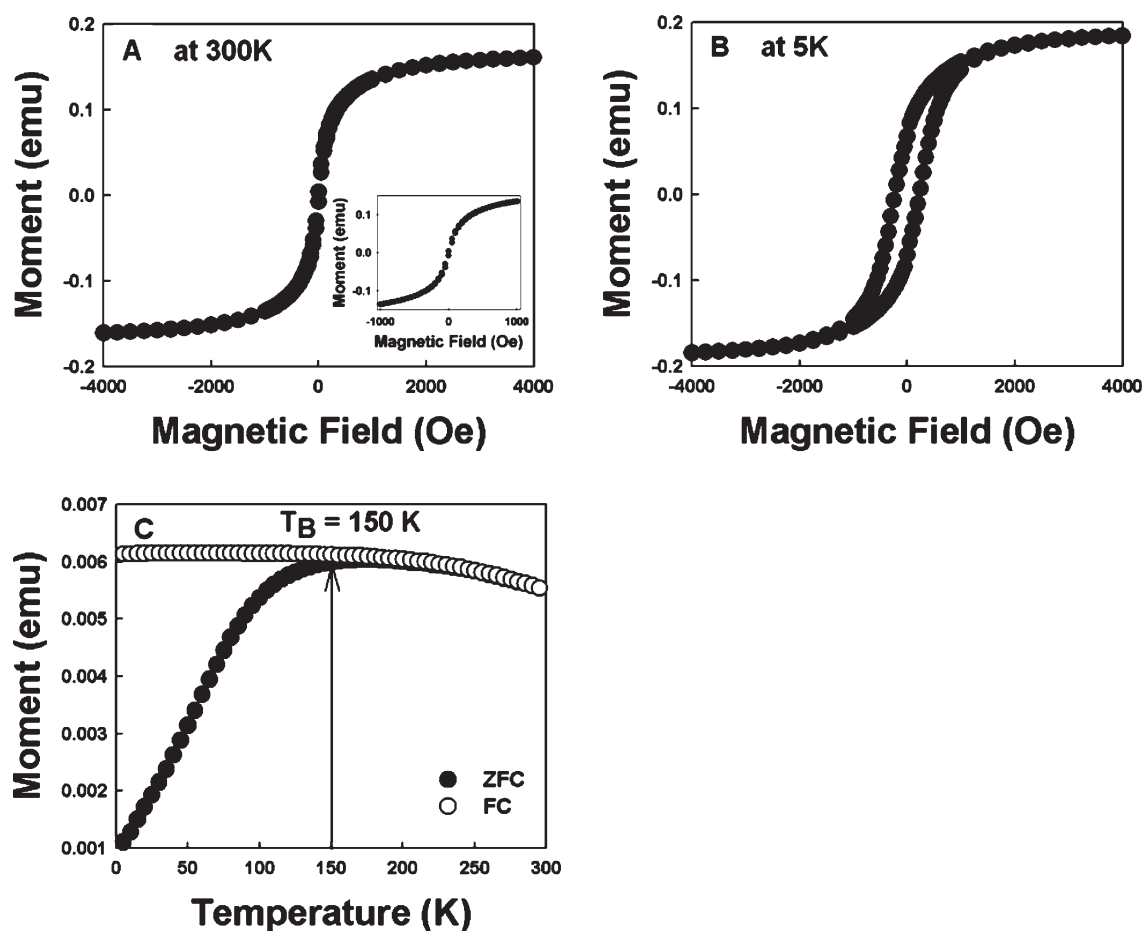 A at 300K
0.2
0.1
0.0
-0.1
-0.2
Moment (emu)
-4000 -2000 0 2000 4000
Magnetic Field (Oe)
0.1
0.0
-0.1
Moment (emu)
-1000 0 1000
Magnetic Field (Oe)
B at 5K
0.2
0.1
0.0
-0.1
-0.2
Moment (emu)
-4000 -2000 0 2000 4000
Magnetic Field (Oe)
C
TB = 150 K
0.007
0.006
0.005
0.004
0.003
0.002
0.001
Moment (emu)
ZFC
FC
0 50 100 150 200 250 300
Temperature (K)